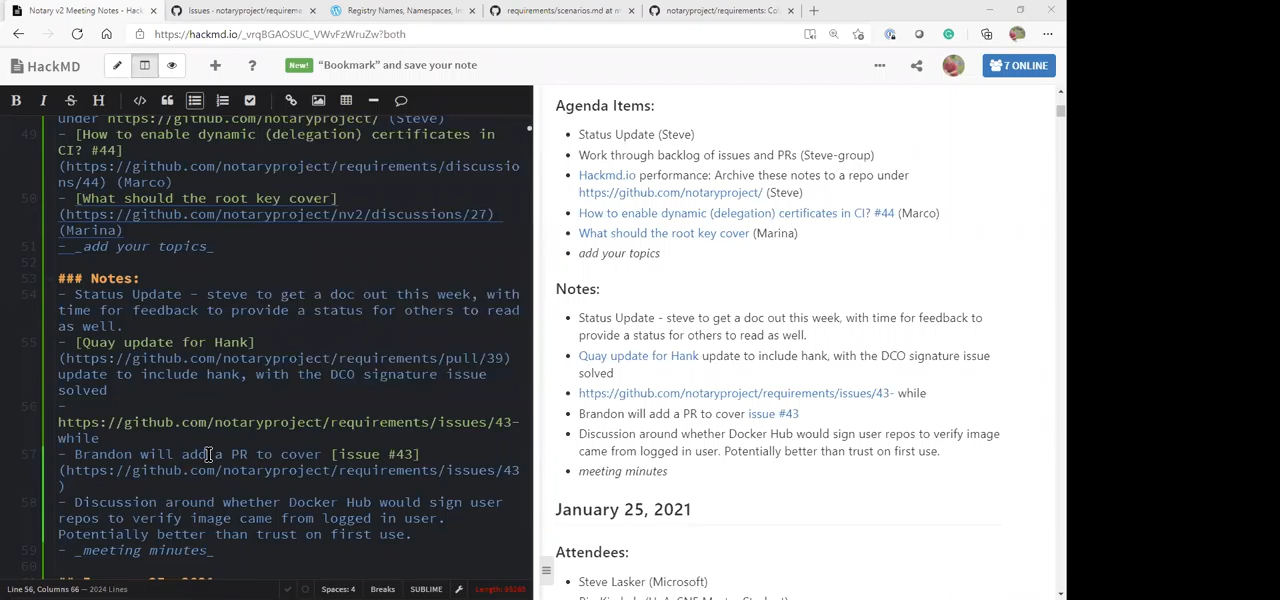 Notary v2 Meeting Notes - Hack
Issues - notaryproject/requireme
Registry Names, Namespaces, I
requirements/scenarios.md at m
notaryproject/requirements: Co
https://hackmd.io/_vrqBGAOSUC_VWvFzWruZw?both
HackMD
New! "Bookmark" and save your note
7 ONLINE
under https://github.com/notaryproject/ (Steve)
49 - [How to enable dynamic (delegation) certificates in
CI? #44]
(https://github.com/notaryproject/requirements/discussio
ns/44) (Marco)
50 - [What should the root key cover]
(https://github.com/notaryproject/nv2/discussions/27)
(Marina)
51 - _add your topics_
52
53 ### Notes:
54 - Status Update - steve to get a doc out this week, with
time for feedback to provide a status for others to read
as well.
55 - [Quay update for Hank]
(https://github.com/notaryproject/requirements/pull/39)
update to include hank, with the DCO signature issue
solved
56 -
https://github.com/notaryproject/requirements/issues/43-
while
57 - Brandon will add a PR to cover [issue #43]
(https://github.com/notaryproject/requirements/issues/43
)
58 - Discussion around whether Docker Hub would sign user
repos to verify image came from logged in user.
Potentially better than trust on first use.
59 - _meeting minutes_
60
Line 56, Columns 66 — 2024 Lines
Spaces: 4
Breaks
SUBLIME
Agenda Items:
• Status Update (Steve)
• Work through backlog of issues and PRs (Steve-group)
• Hackmd.io performance: Archive these notes to a repo under
https://github.com/notaryproject/ (Steve)
• How to enable dynamic (delegation) certificates in CI? #44 (Marco)
• What should the root key cover (Marina)
• add your topics
Notes:
• Status Update - steve to get a doc out this week, with time for feedback to
provide a status for others to read as well.
• Quay update for Hank update to include hank, with the DCO signature issue
solved
• https://github.com/notaryproject/requirements/issues/43- while
• Brandon will add a PR to cover issue #43
• Discussion around whether Docker Hub would sign user repos to verify image
came from logged in user. Potentially better than trust on first use.
• meeting minutes
January 25, 2021
Attendees:
• Steve Lasker (Microsoft)